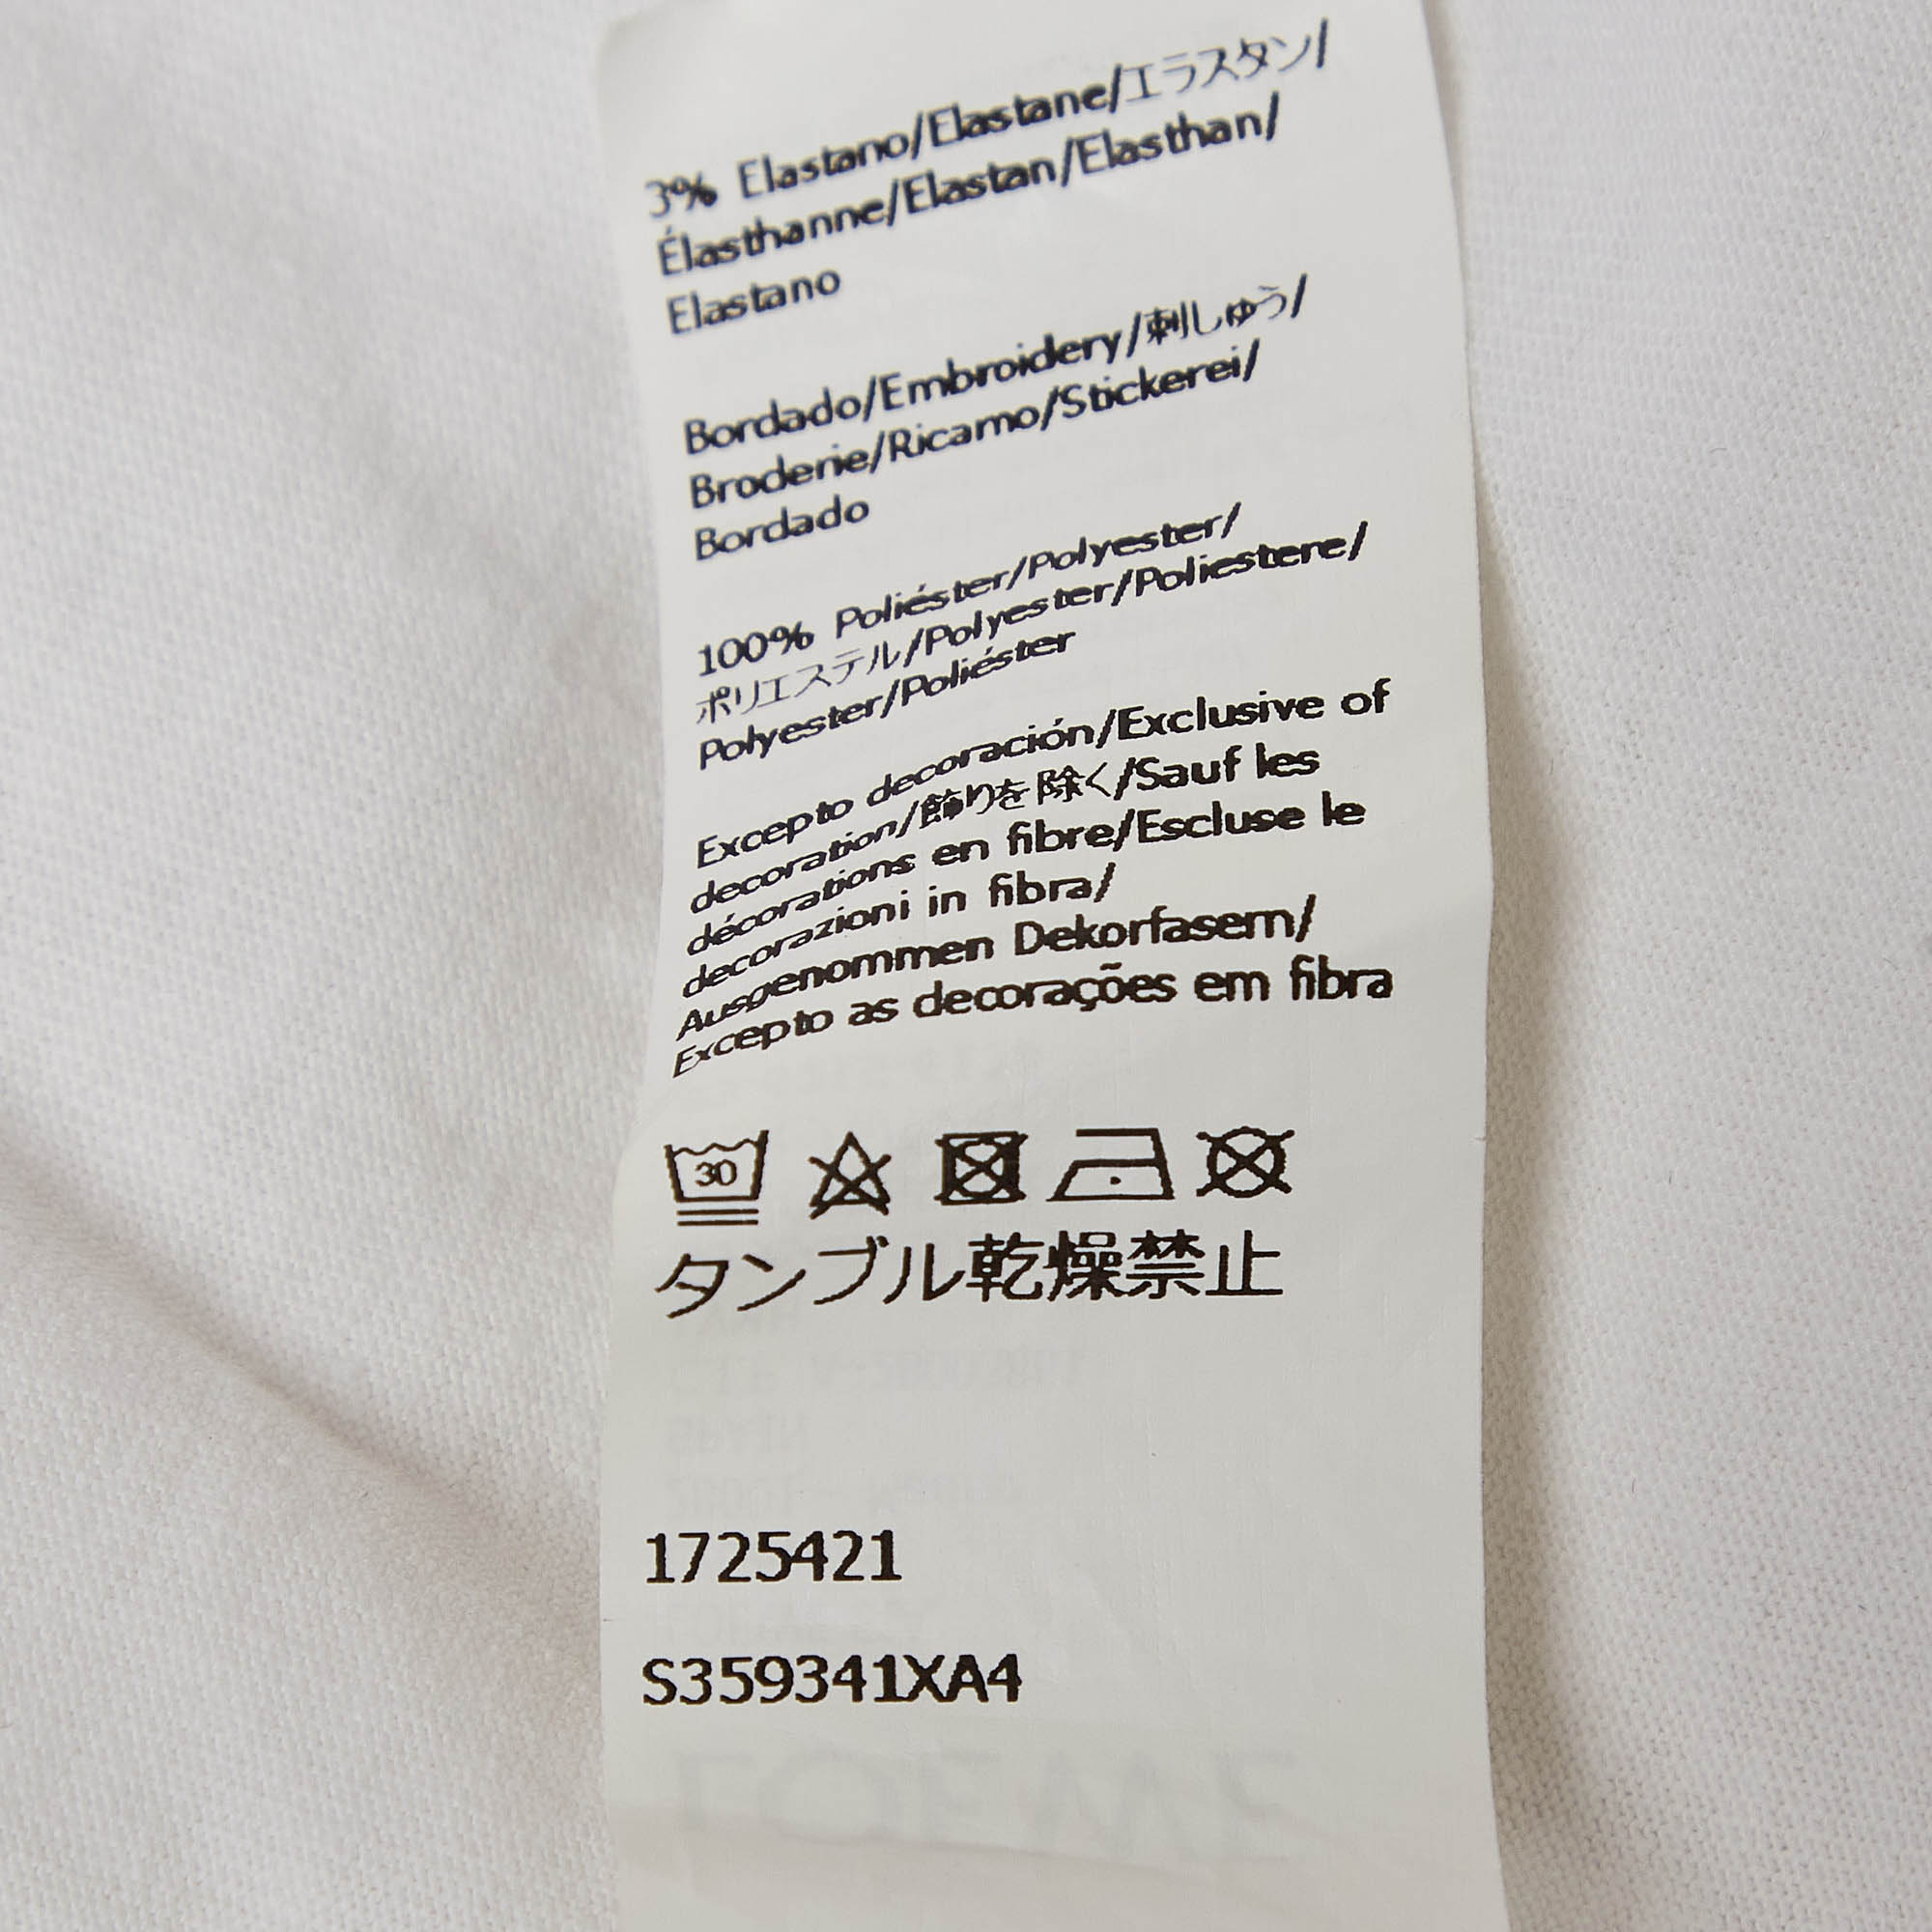 3% Elastano/Elastane/エラスタン/
Élasthanne/Elastan/Elasthan/
Elastano
Bordado/Embroidery/刺しゅう/
Broderie/Ricamo/Stickerei/
Bordado
100% Poliéster/Polyester/
ポリエステル/Polyester/Poliestere/
Polyester/Poliéster
Excepto decoración/Exclusive of
decoration/飾りを除く/Sauf les
décorations en fibre/Escluse le
decorazioni in fibra/
Ausgenommen Dekorfasern/
Excepto as decorações em fibra
30
タンブル乾燥禁止
1725421
S359341XA4